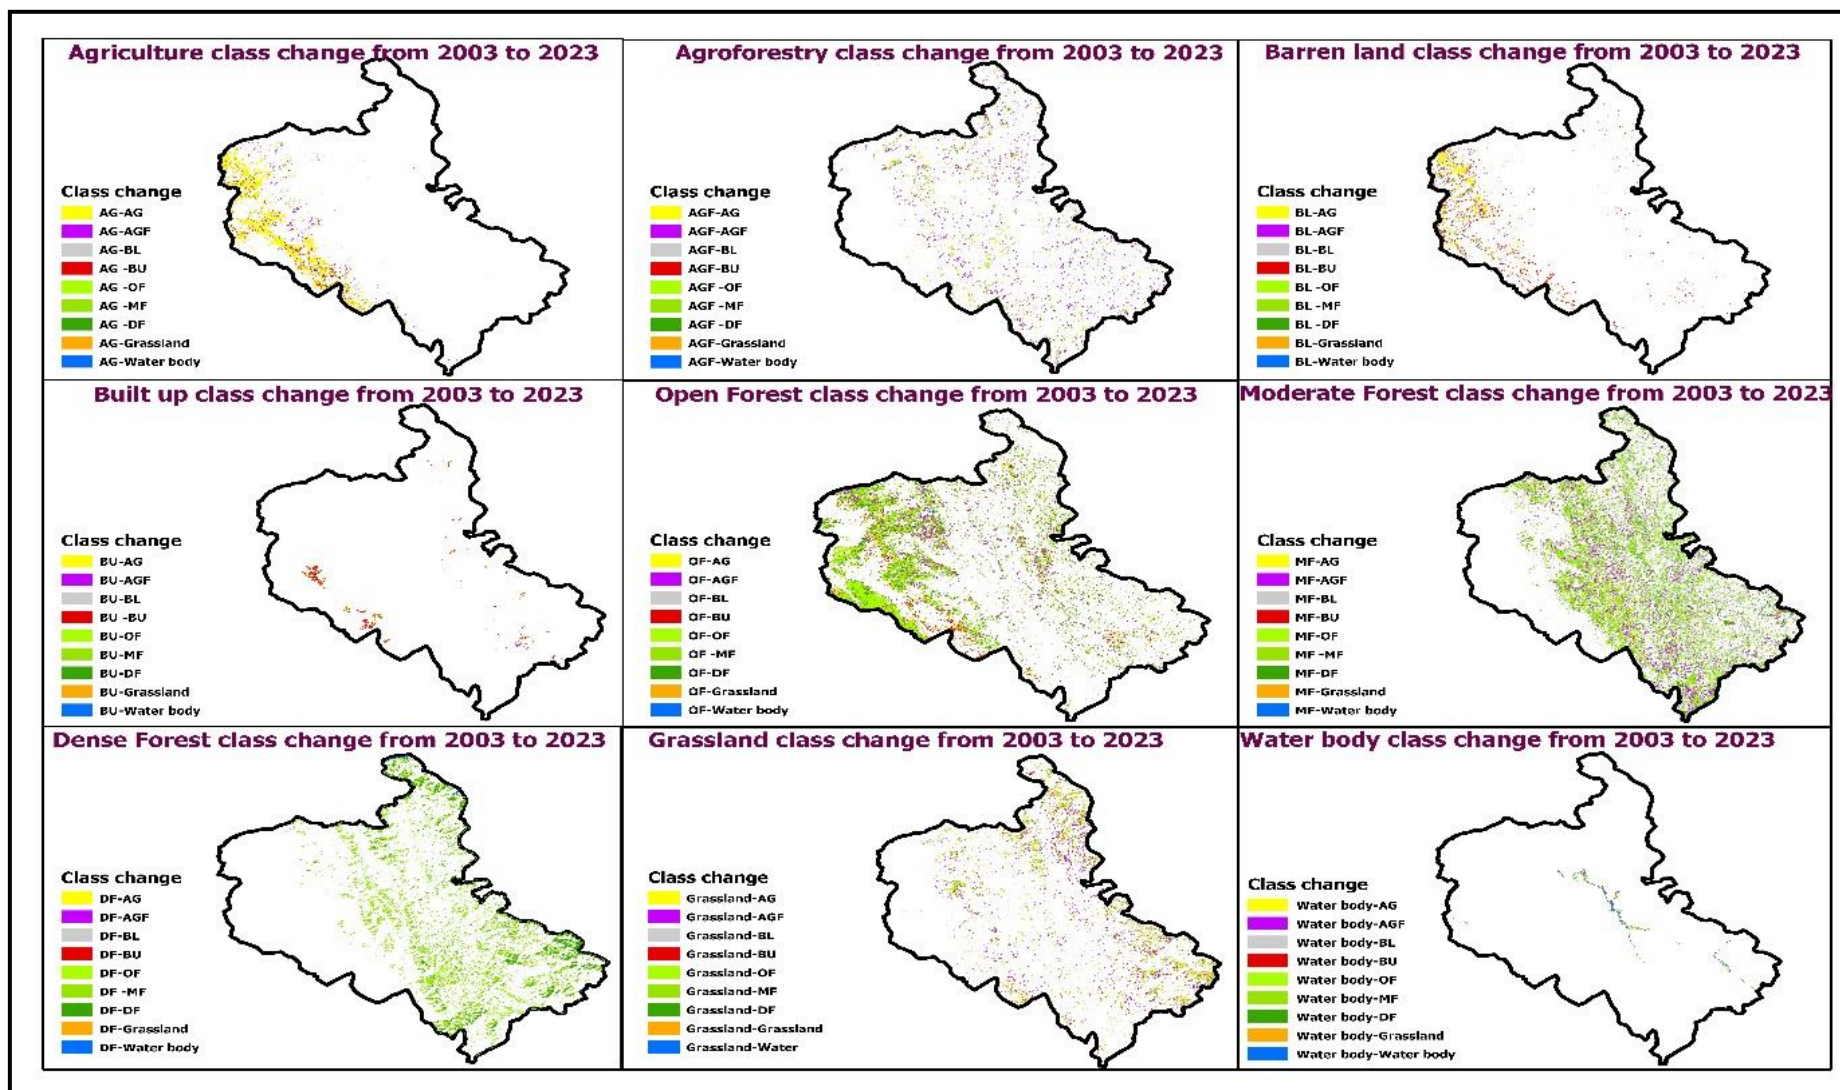 Agriculture class change from 2003 to 2023
Class change
AG-AG
AG-AGF
AG-BL
AG -BU
AG -OF
AG -MF
AG -DF
AG-Grassland
AG-Water body
Agroforestry class change from 2003 to 2023
Class change
AGF-AG
AGF-AGF
AGF-BL
AGF-BU
AGF -OF
AGF -MF
AGF -DF
AGF-Grassland
AGF-Water body
Barren land class change from 2003 to 2023
Class change
BL-AG
BL-AGF
BL-BL
BL-BU
BL -OF
BL -MF
BL -DF
BL-Grassland
BL-Water body
Built up class change from 2003 to 2023
Class change
BU-AG
BU-AGF
BU-BL
BU -BU
BU-OF
BU-MF
BU-DF
BU-Grassland
BU-Water body
Open Forest class change from 2003 to 2023
Class change
OF-AG
OF-AGF
OF-BL
OF-BU
OF-OF
OF -MF
OF-DF
OF-Grassland
OF-Water body
Moderate Forest class change from 2003 to 2023
Class change
MF-AG
MF-AGF
MF-BL
MF-BU
MF-OF
MF -MF
MF-DF
MF-Grassland
MF-Water body
Dense Forest class change from 2003 to 2023
Class change
DF-AG
DF-AGF
DF-BL
DF-BU
DF-OF
DF -MF
DF-DF
DF-Grassland
DF-Water body
Grassland class change from 2003 to 2023
Class change
Grassland-AG
Grassland-AGF
Grassland-BL
Grassland-BU
Grassland-OF
Grassland-MF
Grassland-DF
Grassland-Grassland
Grassland-Water
Water body class change from 2003 to 2023
Class change
Water body-AG
Water body-AGF
Water body-BL
Water body-BU
Water body-OF
Water body-MF
Water body-DF
Water body-Grassland
Water body-Water body